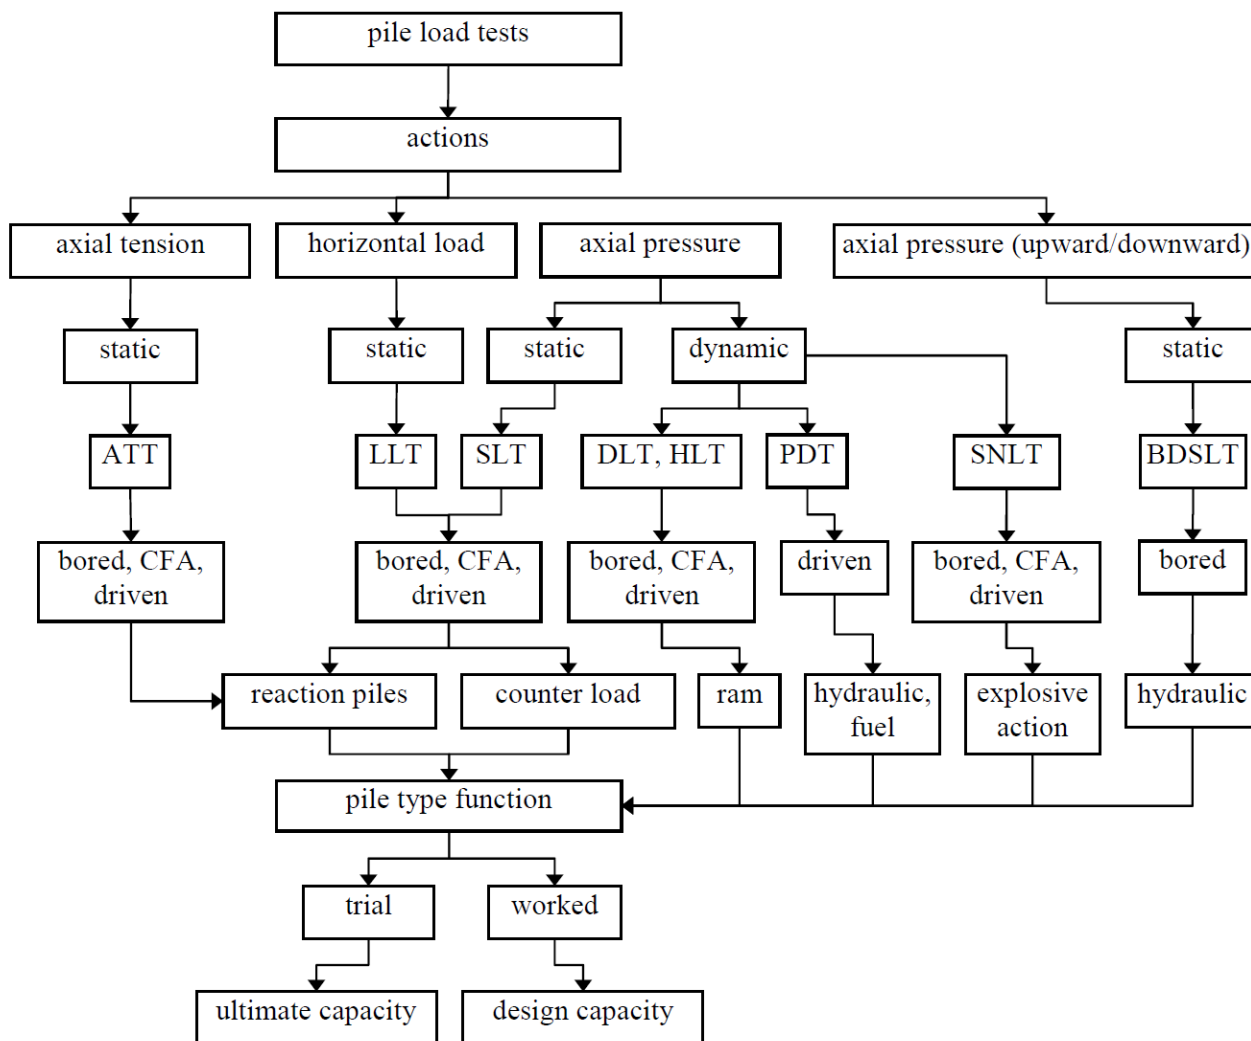 pile load tests
actions
axial tension
horizontal load
axial pressure
axial pressure (upward/downward)
static
static
static
dynamic
static
ATT
LLT
SLT
DLT, HLT
PDT
SNLT
BDSLT
bored, CFA,
driven
bored, CFA,
driven
bored, CFA,
driven
driven
bored, CFA,
driven
bored
reaction piles
counter load
ram
hydraulic,
fuel
explosive
action
hydraulic
pile type function
trial
worked
ultimate capacity
design capacity